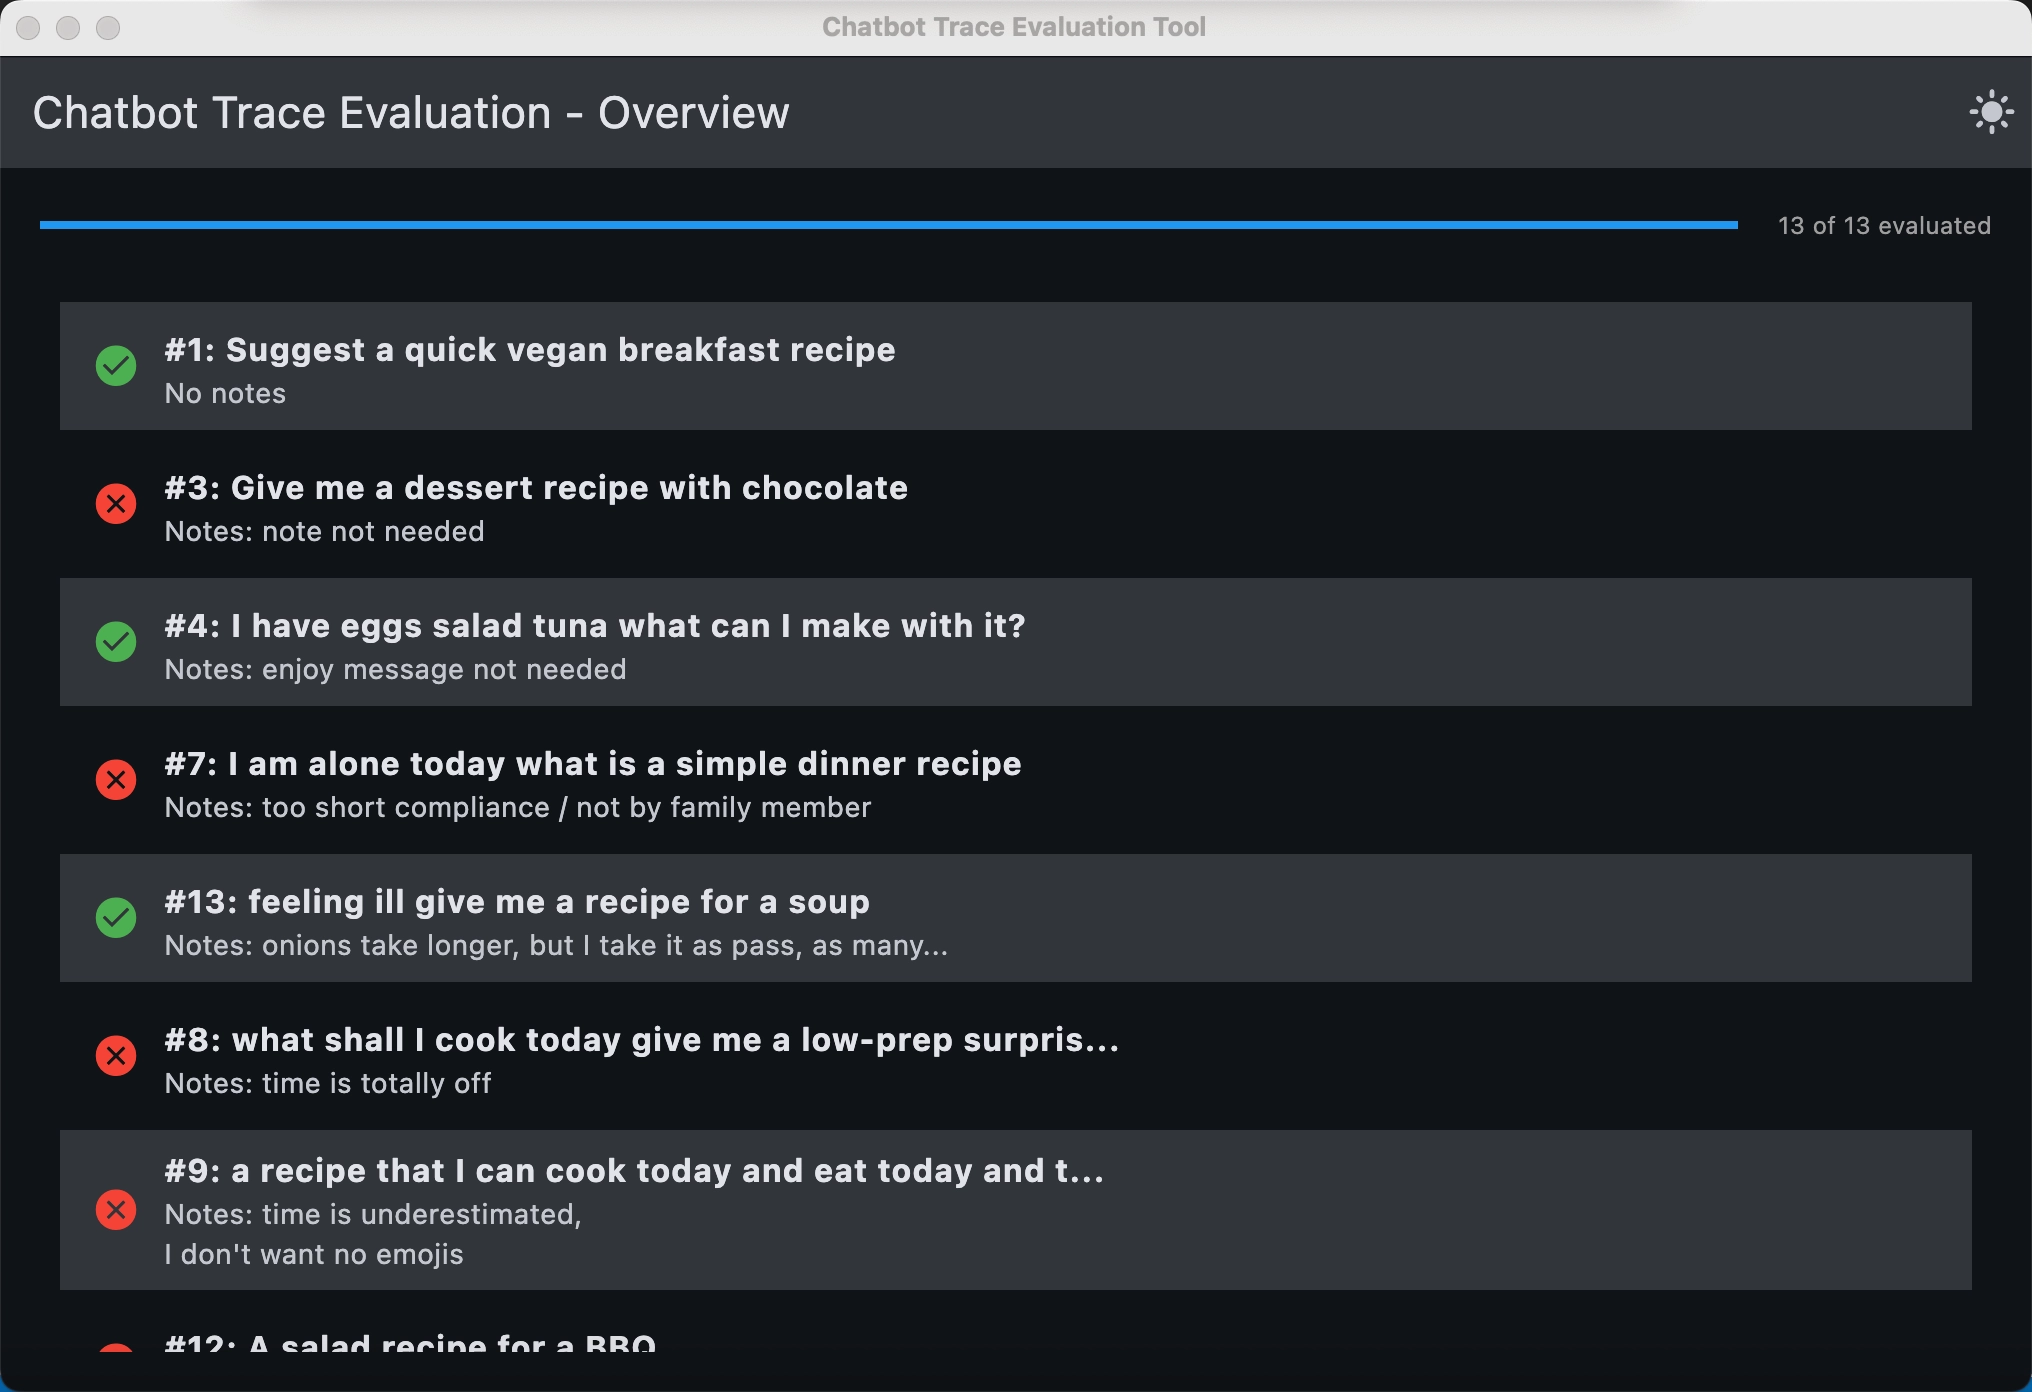 Chatbot Trace Evaluation Tool
Chatbot Trace Evaluation - Overview
13 of 13 evaluated
#1: Suggest a quick vegan breakfast recipe
No notes
#3: Give me a dessert recipe with chocolate
Notes: note not needed
#4: I have eggs salad tuna what can I make with it?
Notes: enjoy message not needed
#7: I am alone today what is a simple dinner recipe
Notes: too short compliance / not by family member
#13: feeling ill give me a recipe for a soup
Notes: onions take longer, but I take it as pass, as many...
#8: what shall I cook today give me a low-prep surpris...
Notes: time is totally off
#9: a recipe that I can cook today and eat today and t...
Notes: time is underestimated,
I don't want no emojis
#12: A salad recipe for a BBQ